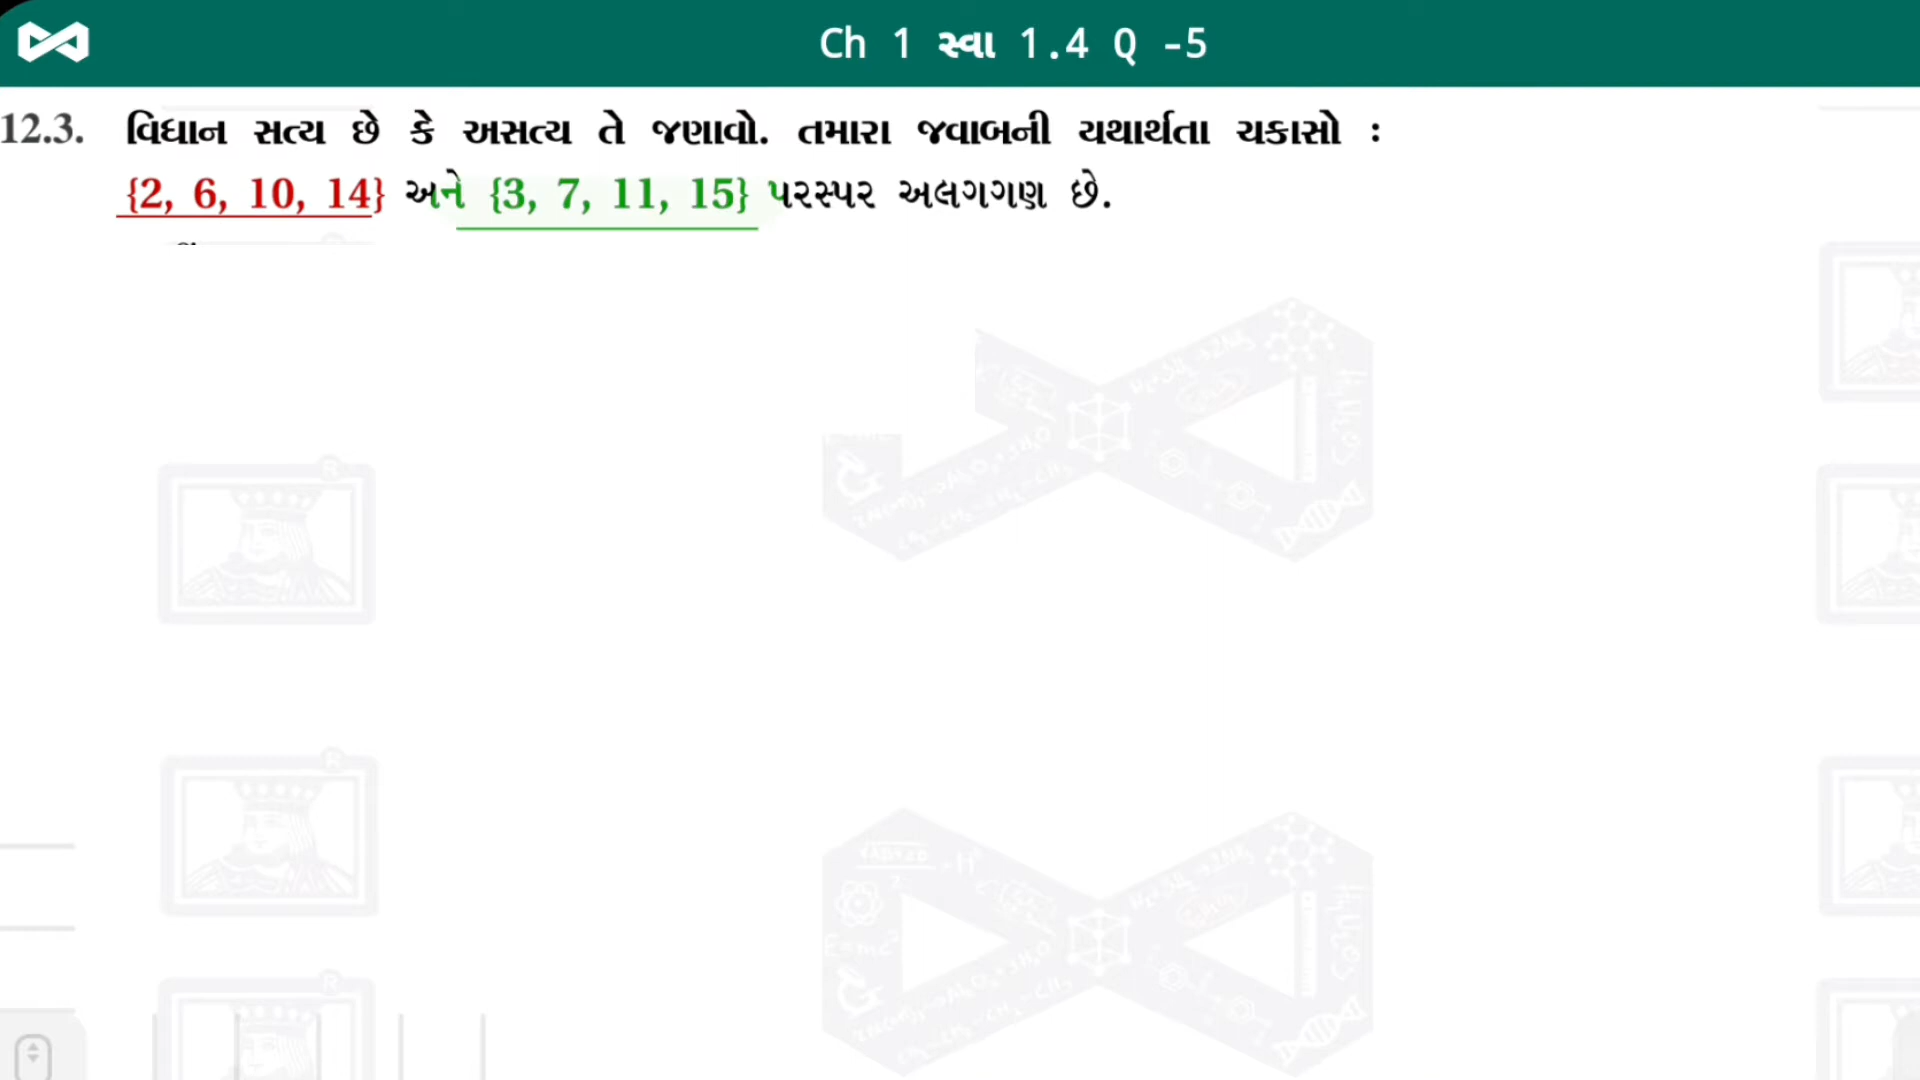 Ch 1 સ્વા 1.4 Q -5
12.3. વિધાન સત્ય છે કે અસત્ય તે જણાવો. તમારા જવાબની યથાર્થતા ચકાસો :
{2, 6, 10, 14} અને {3, 7, 11, 15} પરસ્પર અલગગણ છે.